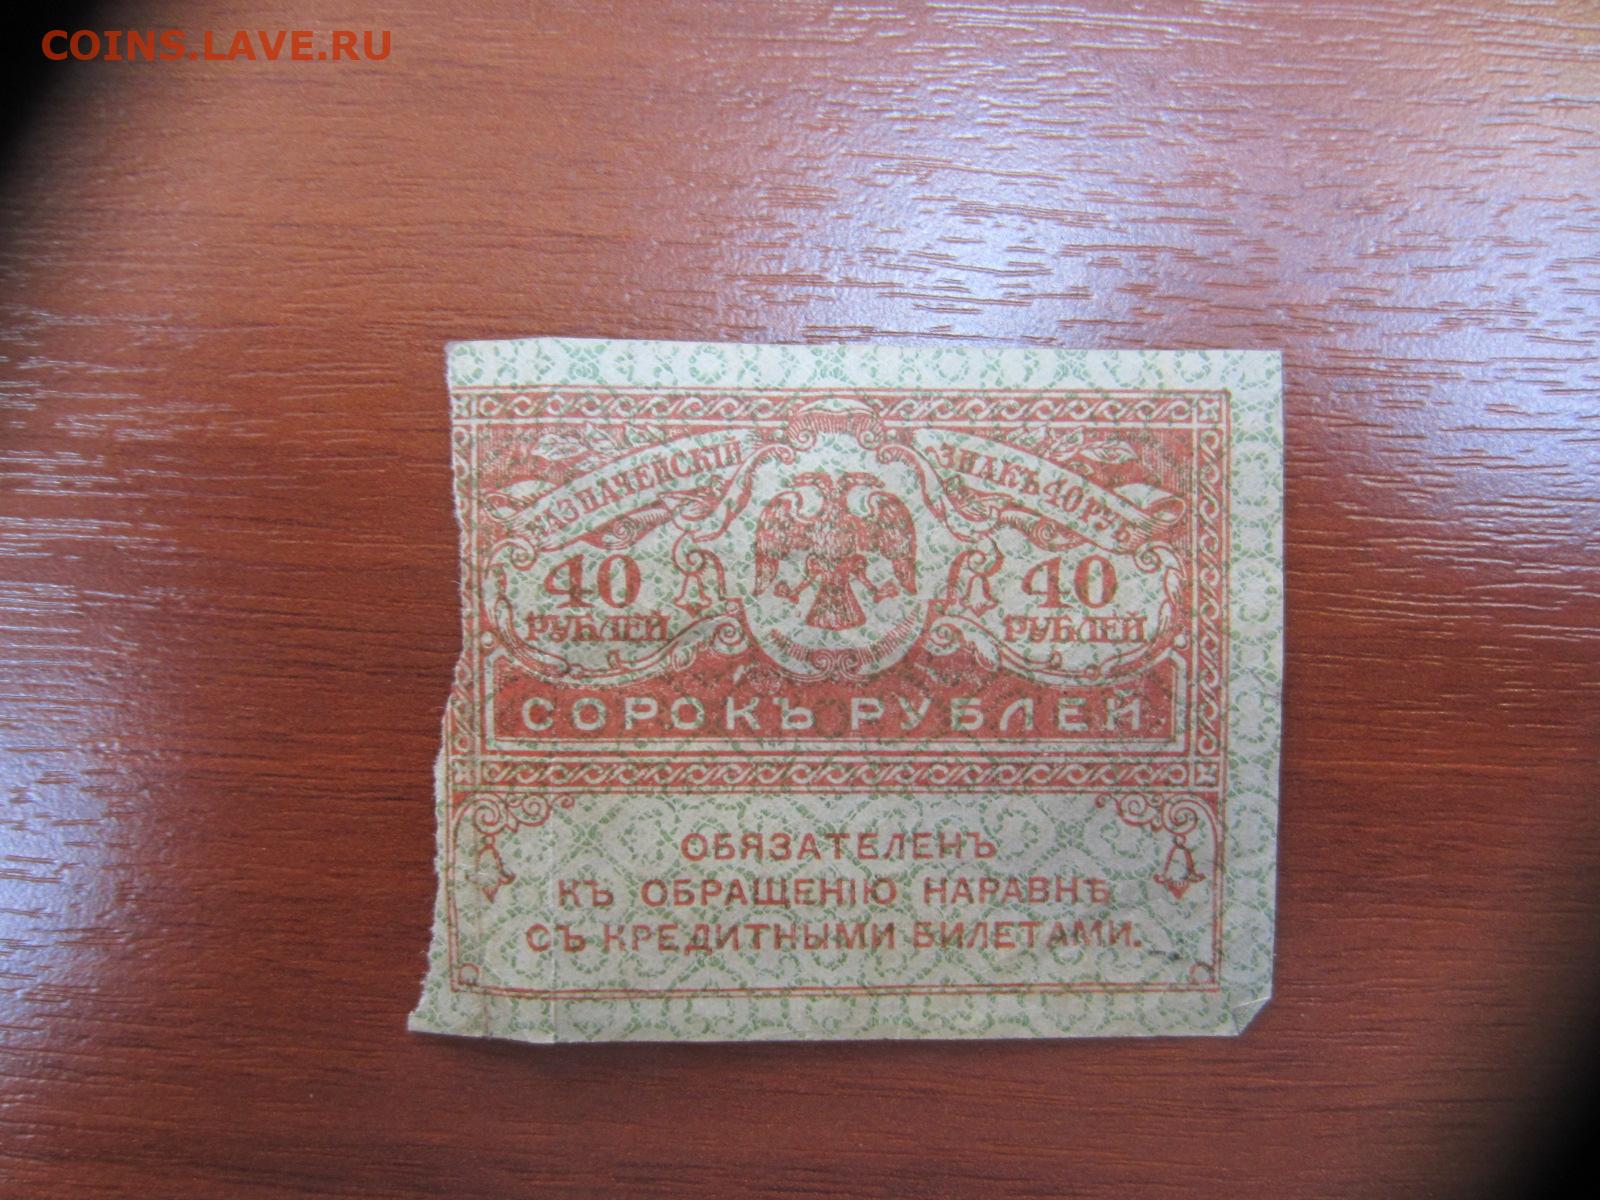 COINS.LAVE.RU
КАЗНАЧЕЙСКІЙ ЗНАКЪ 40 РУБ
40 РУБЛЕЙ 40 РУБЛЕЙ
СОРОКЪ РУБЛЕЙ
ОБЯЗАТЕЛЕНЪ
КЪ ОБРАЩЕНІЮ НАРАВНѢ
СЪ КРЕДИТНЫМИ БИЛЕТАМИ.